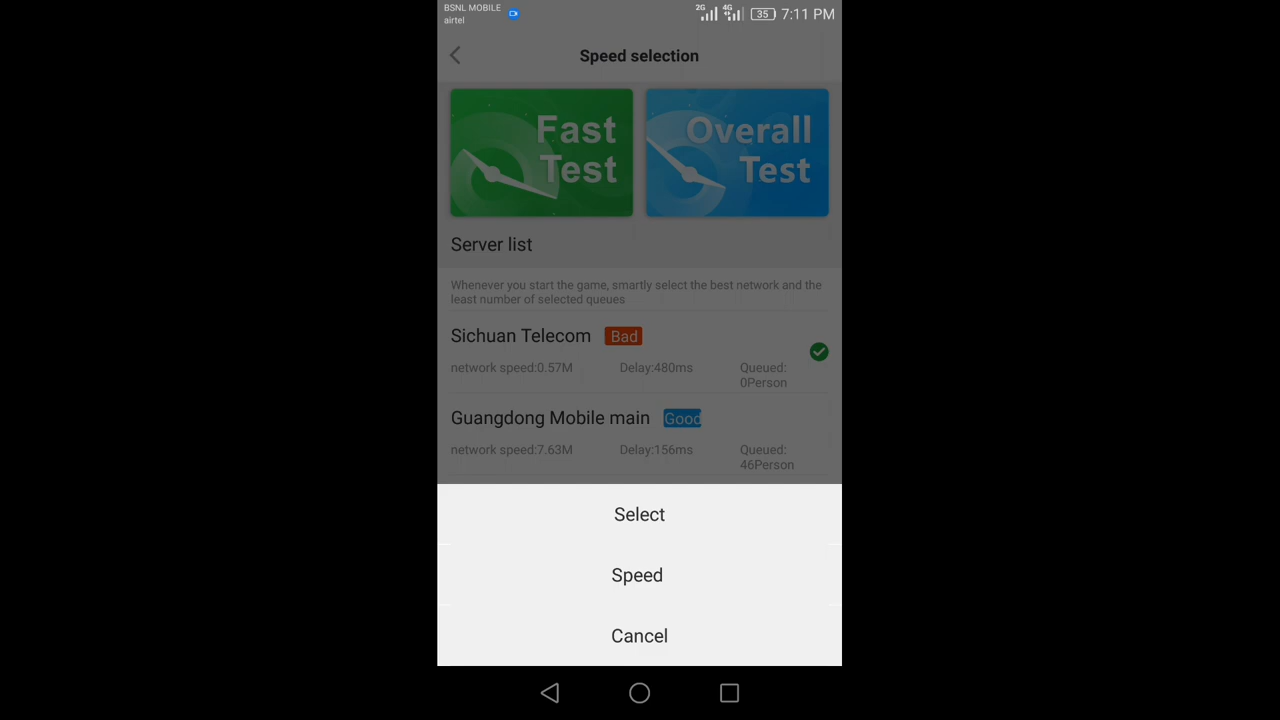 BSNL MOBILE
airtel
2G 4G 35 7:11 PM
Speed selection
Fast
Test
Overall
Test
Server list
Whenever you start the game, smartly select the best network and the
least number of selected queues
Sichuan Telecom Bad
network speed:0.57M Delay:480ms Queued:
0Person
Guangdong Mobile main Good
network speed:7.63M Delay:156ms Queued:
46Person
Select
Speed
Cancel